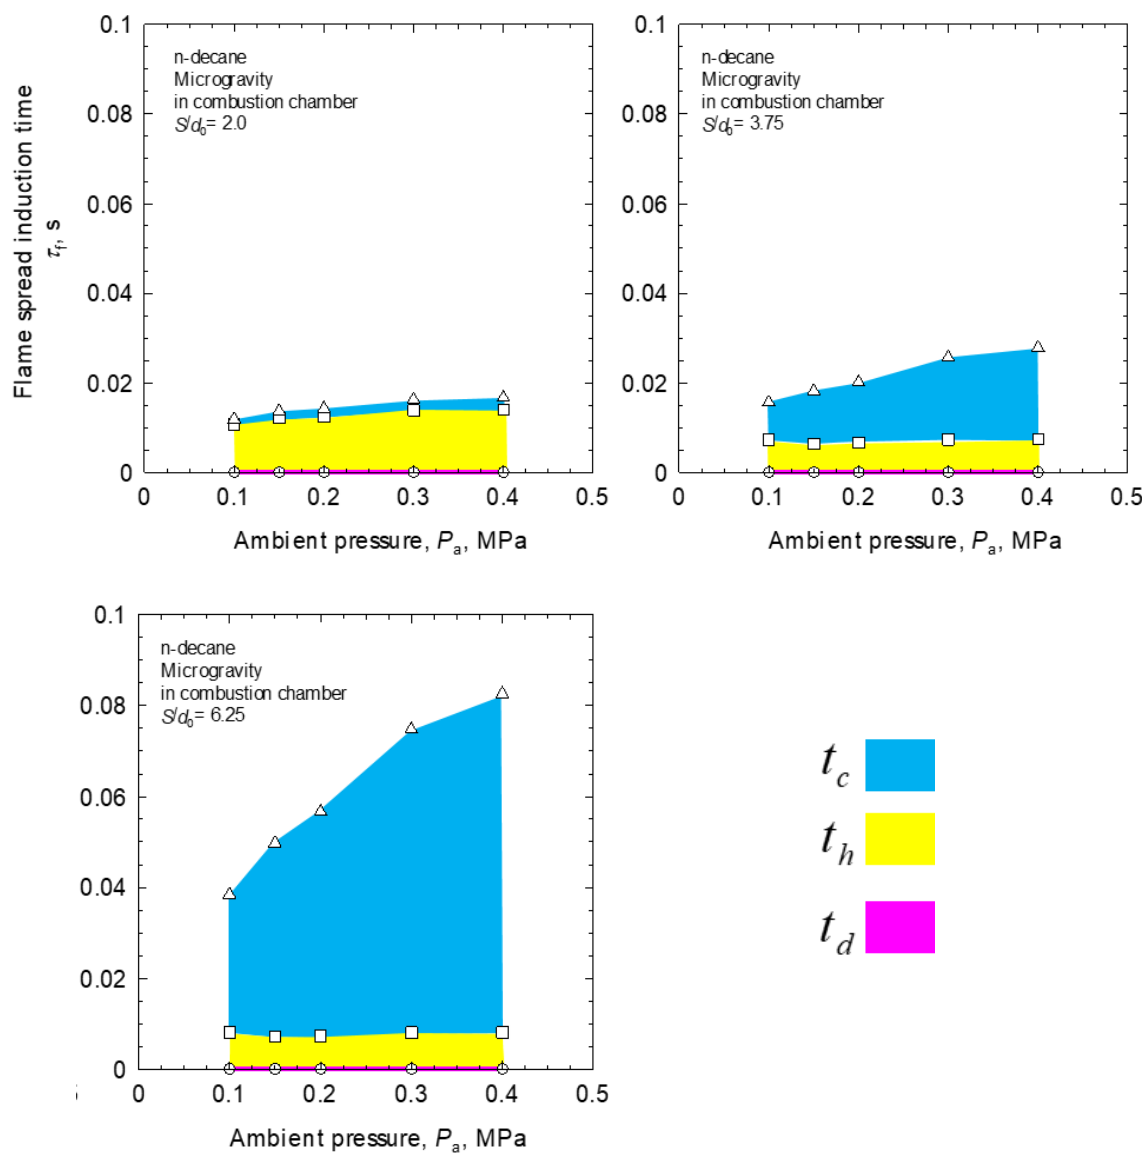 Flame spread induction time
τf, s
0.1
0.08
0.06
0.04
0.02
0
n-decane
Microgravity
in combustion chamber
S/d0= 2.0
0 0.1 0.2 0.3 0.4 0.5
Ambient pressure, Pa, MPa
0.1
0.08
0.06
0.04
0.02
0
n-decane
Microgravity
in combustion chamber
S/d0= 3.75
0 0.1 0.2 0.3 0.4 0.5
Ambient pressure, Pa, MPa
0.1
0.08
0.06
0.04
0.02
0
n-decane
Microgravity
in combustion chamber
S/d0= 6.25
0 0.1 0.2 0.3 0.4 0.5
Ambient pressure, Pa, MPa
tc
th
td